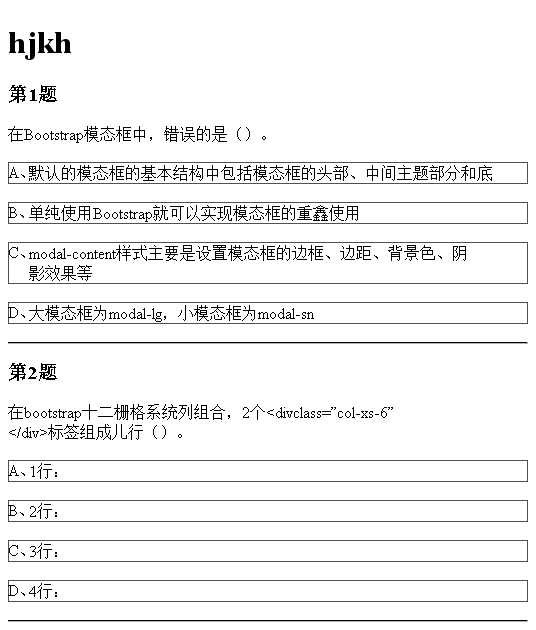 hjkh
第1题
在Bootstrap模态框中，错误的是（）。
A、默认的模态框的基本结构中包括模态框的头部、中间主题部分和底
B、单纯使用Bootstrap就可以实现模态框的重鑫使用
C、modal-content样式主要是设置模态框的边框、边距、背景色、阴
影效果等
D、大模态框为modal-lg，小模态框为modal-sn
第2题
在bootstrap十二栅格系统列组合，2个<divclass=”col-xs-6”
</div>标签组成儿行（）。
A、1行；
B、2行；
C、3行；
D、4行；